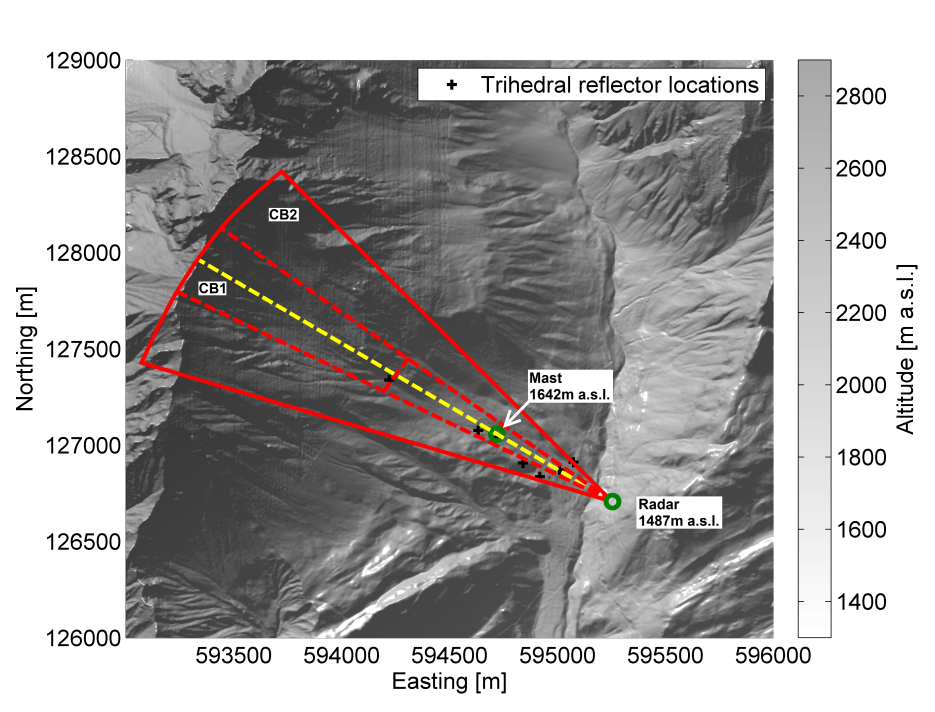 129000
128500
128000
127500
127000
126500
126000
Northing [m]
593500
594000
594500
595000
595500
596000
Easting [m]
Trihedral reflector locations
CB2
CB1
Mast
1642m a.s.l.
Radar
1487m a.s.l.
2800
2600
2400
2200
2000
1800
1600
1400
Altitude [m a.s.l.]